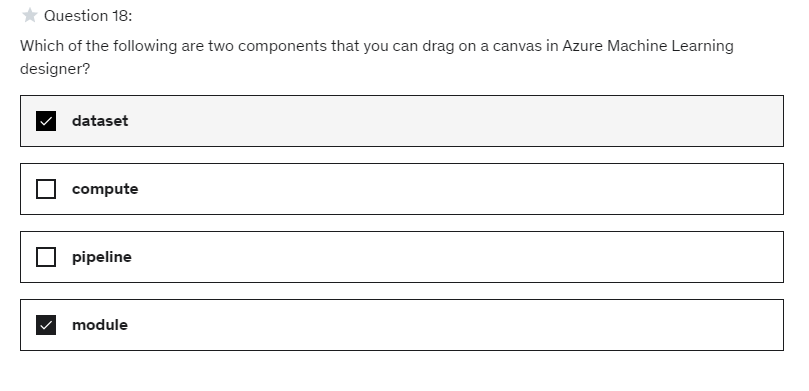 Question 18:
Which of the following are two components that you can drag on a canvas in Azure Machine Learning
designer?
dataset
compute
pipeline
module